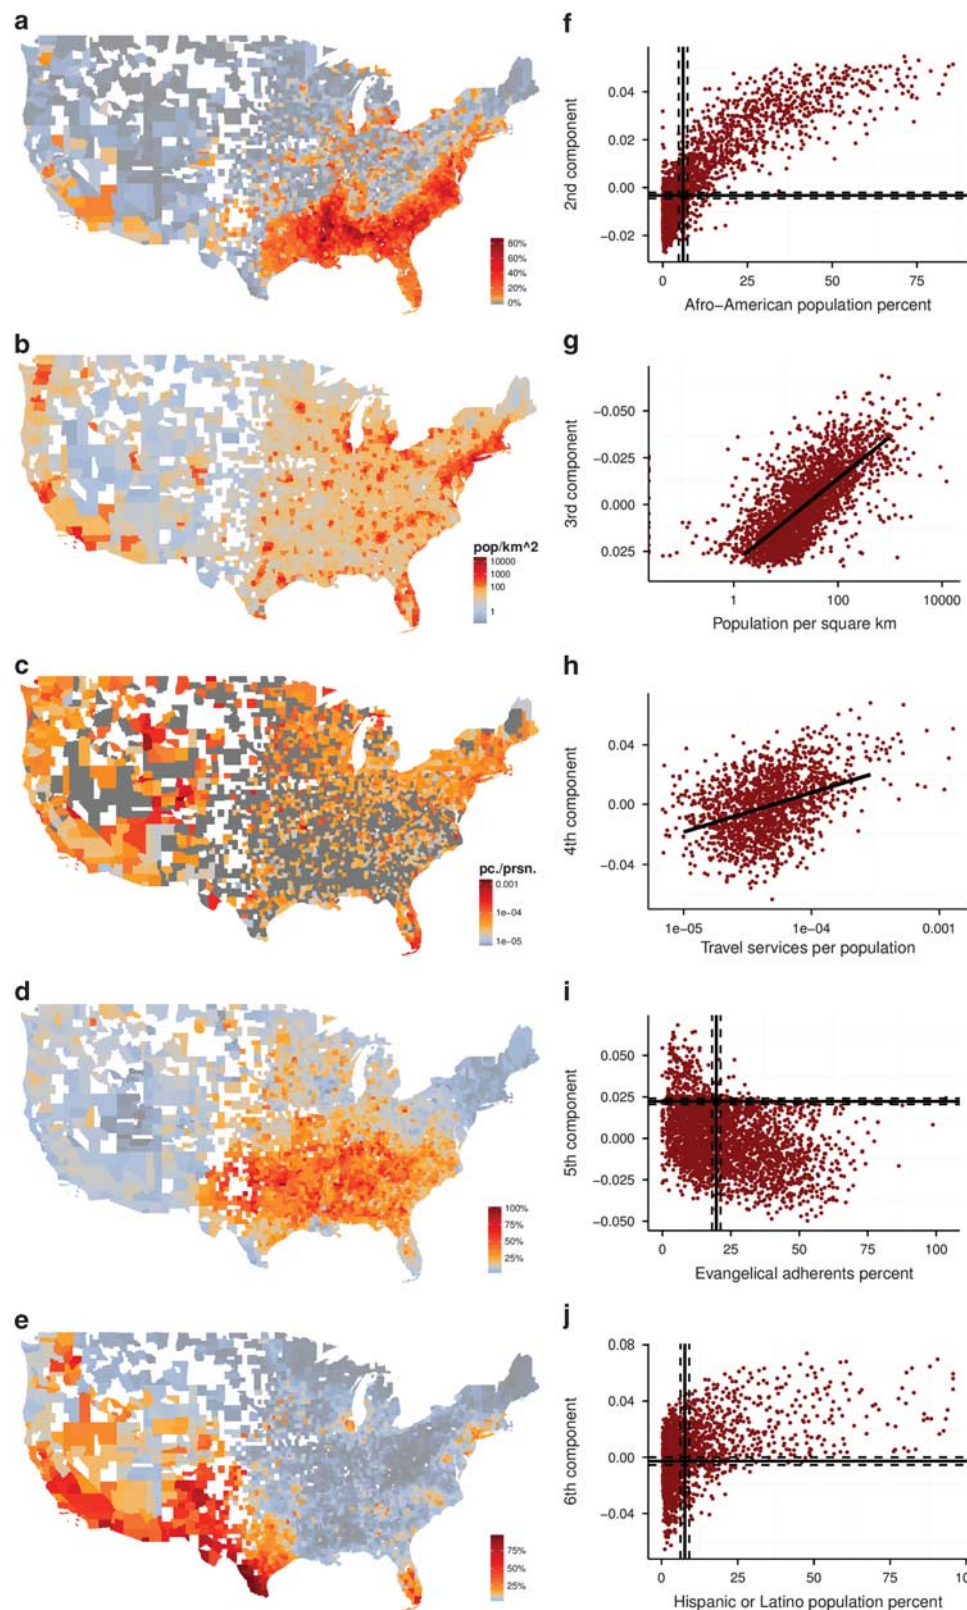 a
80%
60%
40%
20%
0%
f
2nd component
0.04
0.02
0.00
−0.02
0
25
50
75
Afro−American population percent
b
pop/km^2
10000
1000
100
1
g
3rd component
−0.050
−0.025
0.000
0.025
1
100
10000
Population per square km
c
pc./prsn.
0.001
1e−04
1e−05
h
4th component
0.04
0.00
−0.04
1e−05
1e−04
0.001
Travel services per population
d
100%
75%
50%
25%
i
5th component
0.050
0.025
0.000
−0.025
−0.050
0
25
50
75
100
Evangelical adherents percent
e
75%
50%
25%
j
6th component
0.08
0.04
0.00
−0.04
0
25
50
75
10
Hispanic or Latino population percent